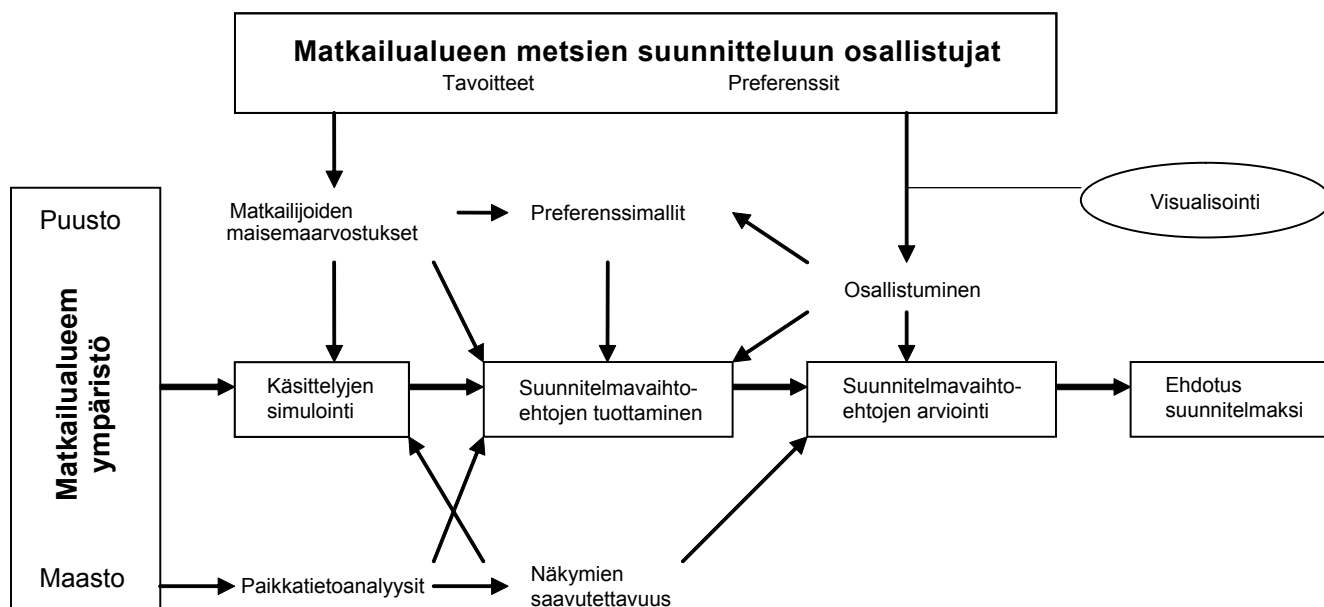 Matkailualueen metsien suunnitteluun osallistujat
Tavoitteet Preferenssit
Puusto
Matkailualueem
ympäristö
Maasto
Matkailijoiden
maisemaarvostukset
Preferenssimallit
Visualisointi
Osallistuminen
Käsittelyjen
simulointi
Suunnitelmavaihto-
ehtojen tuottaminen
Suunnitelmavaihto-
ehtojen arviointi
Ehdotus
suunnitelmaksi
Paikkatietoanalyysit
Näkymien
saavutettavuus